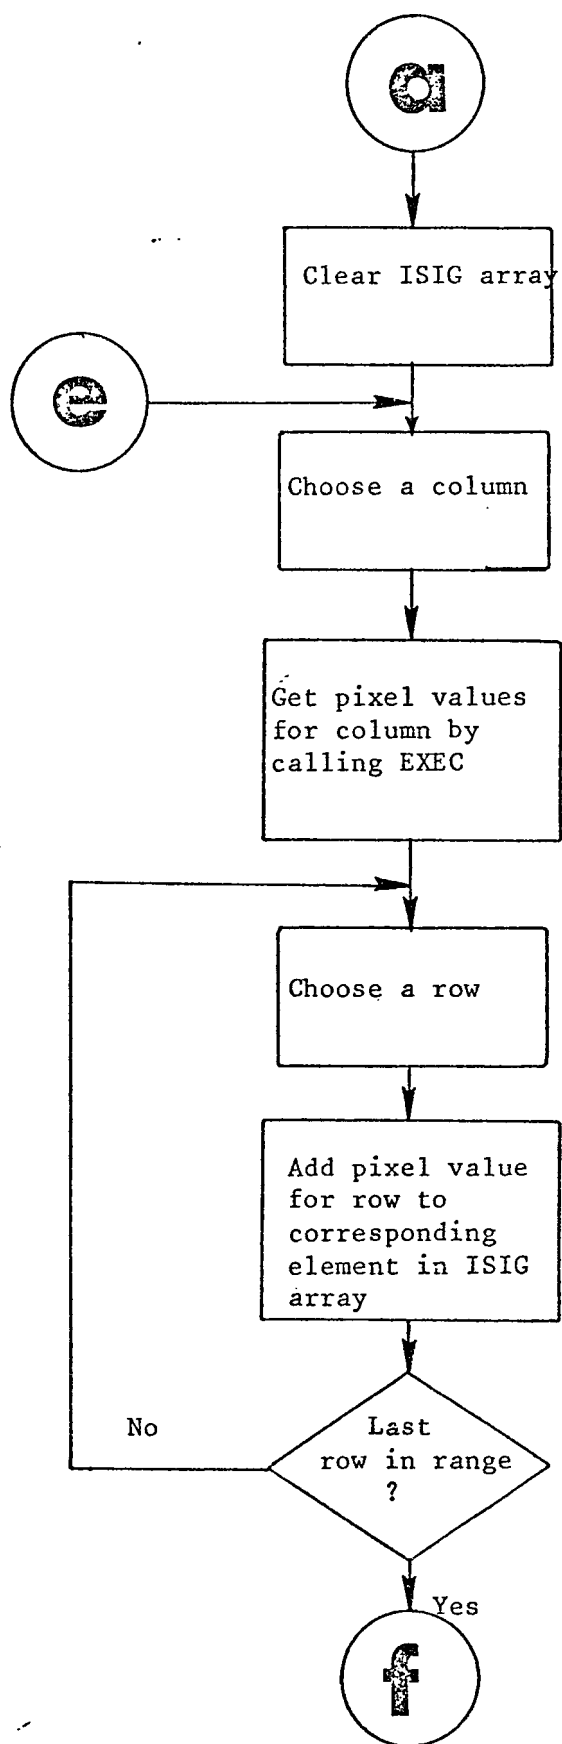 a
Clear ISIG array
e
Choose a column
Get pixel values
for column by
calling EXEC
Choose a row
Add pixel value
for row to
corresponding
element in ISIG
array
No
Last
row in range
?
Yes
f